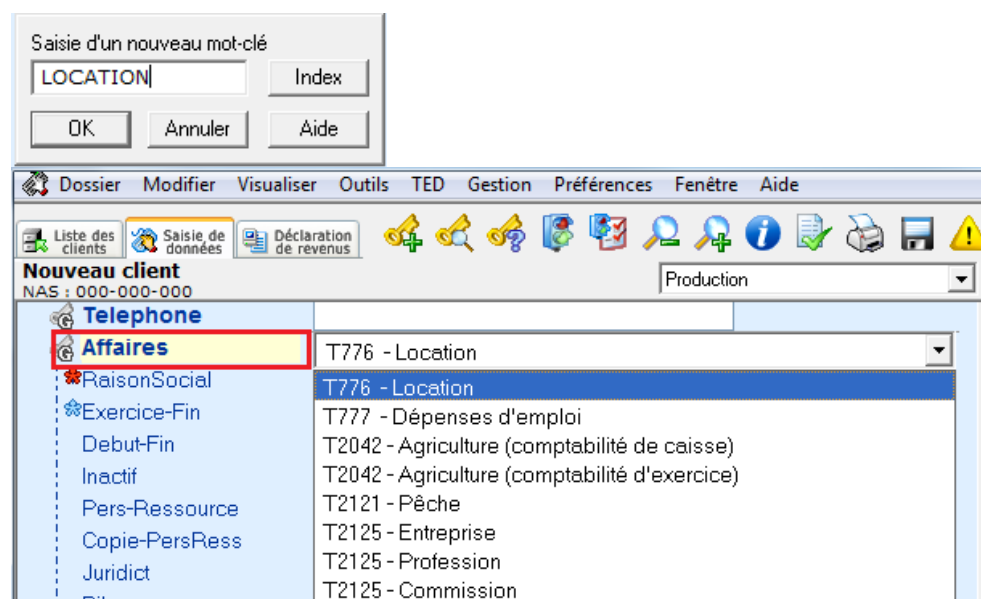 Saisie d'un nouveau mot-clé
LOCATION
Index
OK Annuler Aide
Dossier Modifier Visualiser Outils TED Gestion Préférences Fenêtre Aide
Liste des clients Saisie de données Déclaration de revenus
Nouveau client
NAS : 000-000-000
Production
Telephone
Affaires T776 - Location
RaisonSocial T776 - Location
Exercice-Fin T777 - Dépenses d'emploi
Debut-Fin T2042 - Agriculture (comptabilité de caisse)
Inactif T2042 - Agriculture (comptabilité d'exercice)
Pers-Ressource T2121 - Pêche
Copie-PersRess T2125 - Entreprise
Juridict T2125 - Profession
T2125 - Commission